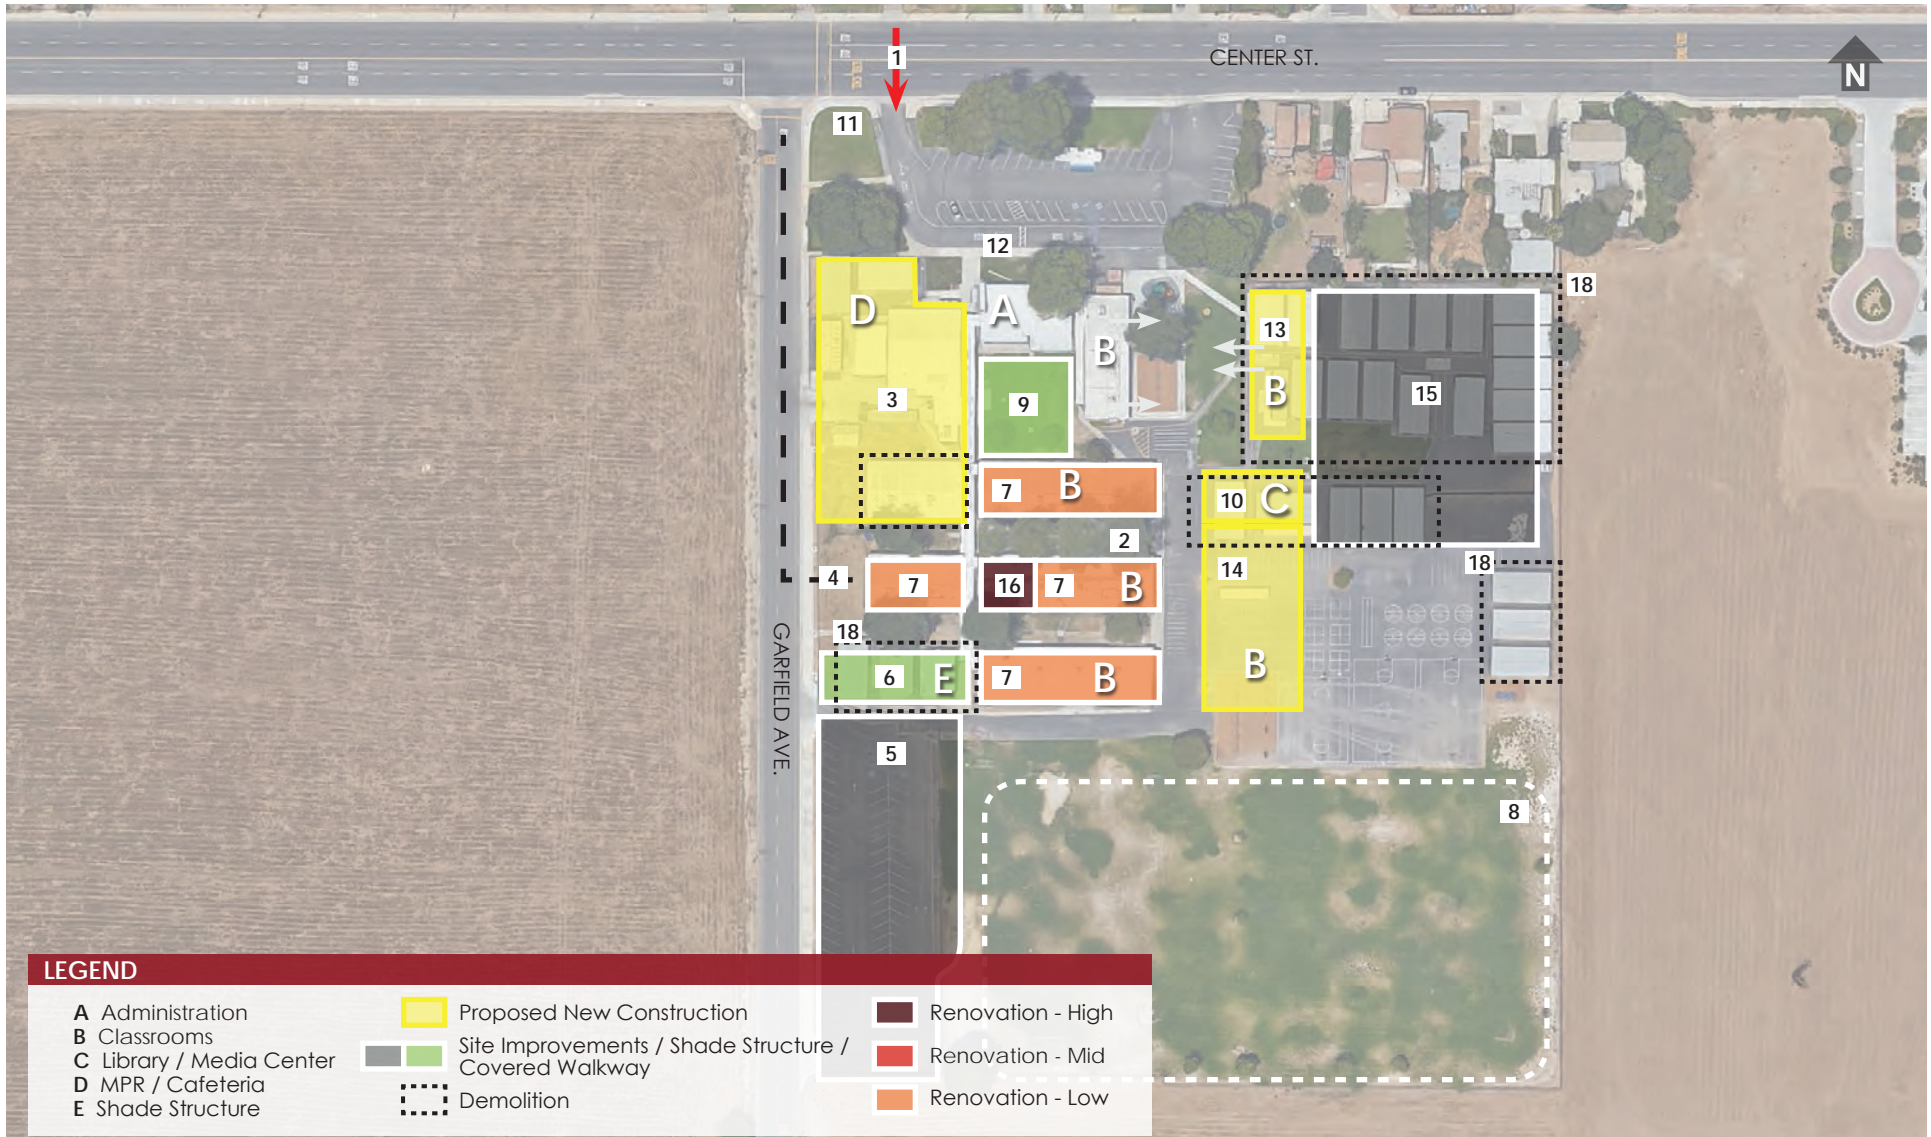 1
CENTER ST.
N
11
12
18
D
A
B
13
B
3
9
15
7
B
10
C
2
4
7
16
7
B
14
18
GARFIELD AVE.
18
6
E
7
B
B
5
8
LEGEND
A Administration
B Classrooms
C Library / Media Center
D MPR / Cafeteria
E Shade Structure
Proposed New Construction
Site Improvements / Shade Structure /
Covered Walkway
Demolition
Renovation - High
Renovation - Mid
Renovation - Low